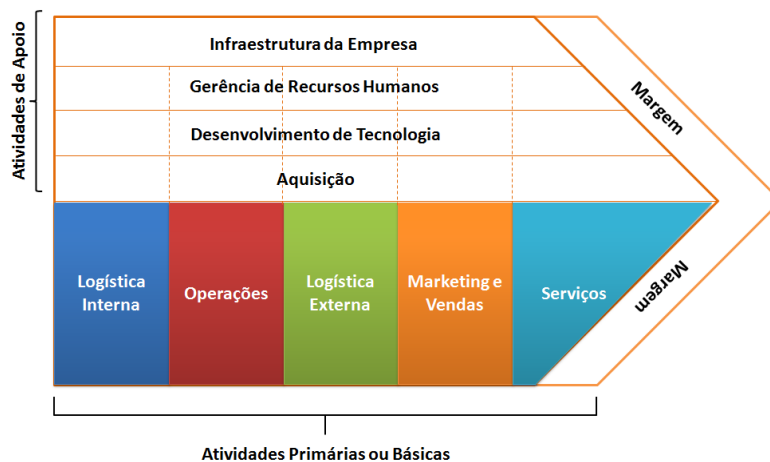 Atividades de Apoio
Infraestrutura da Empresa
Gerência de Recursos Humanos
Desenvolvimento de Tecnologia
Aquisição
Margem
Logística
Interna
Operações
Logística
Externa
Marketing e
Vendas
Serviços
Margem
Atividades Primárias ou Básicas